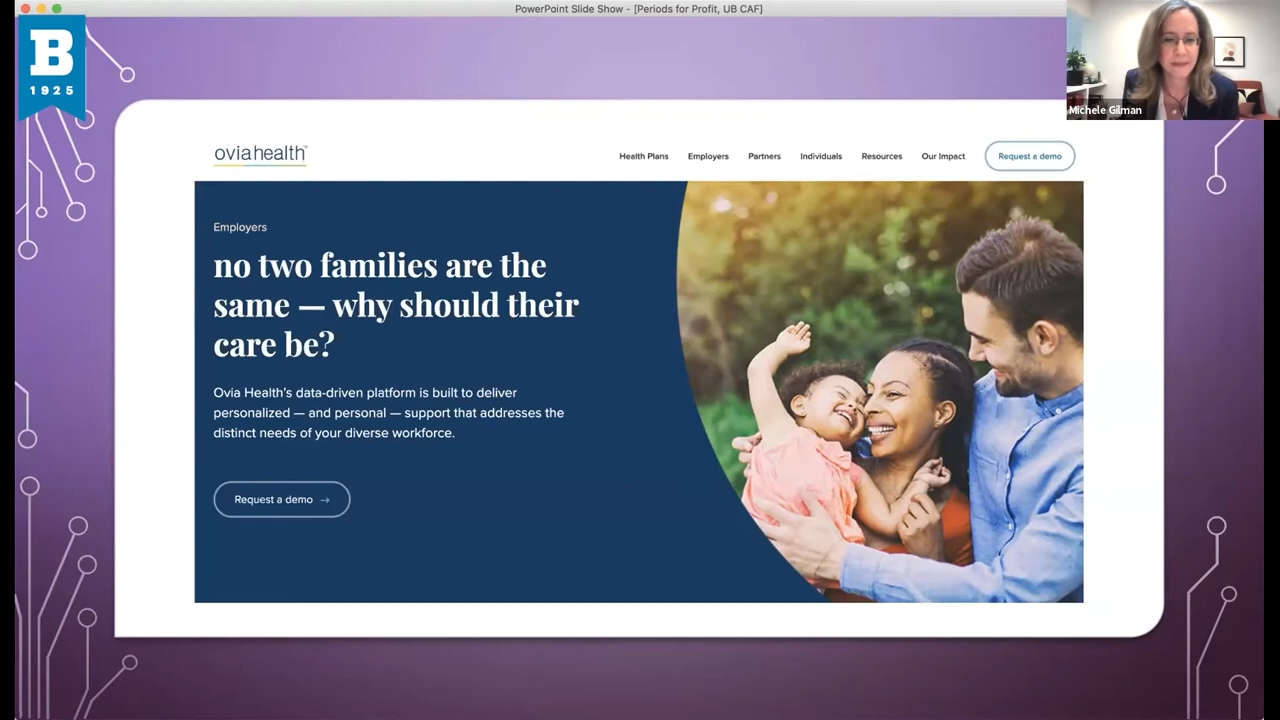 PowerPoint Slide Show - [Periods for Profit, UB CAF]
B
1925
Michele Gilman
oviahealth™
Health Plans
Employers
Partners
Individuals
Resources
Our Impact
Request a demo
Employers
no two families are the
same — why should their
care be?
Ovia Health's data-driven platform is built to deliver
personalized — and personal — support that addresses the
distinct needs of your diverse workforce.
Request a demo →